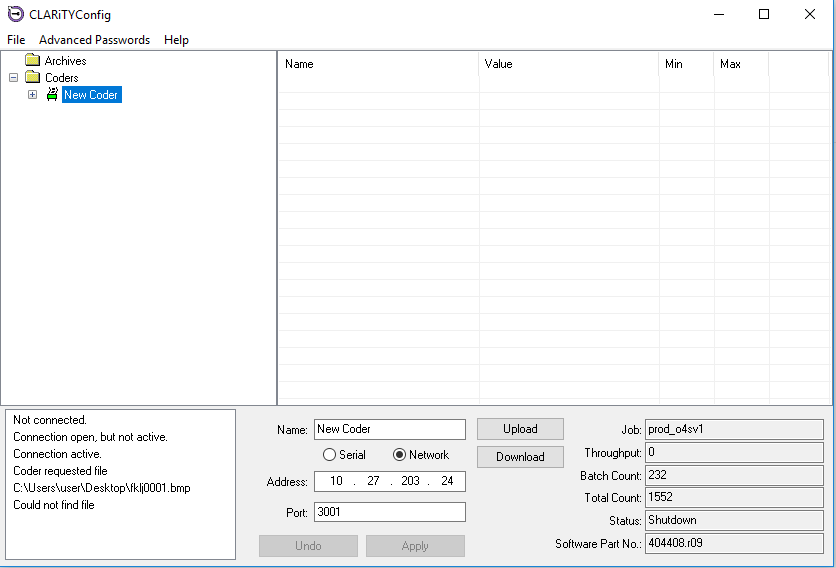 CLARiTYConfig
File Advanced Passwords Help
Archives
Coders
New Coder
Name Value Min Max
Not connected.
Connection open, but not active.
Connection active.
Coder requested file
C:\Users\user\Desktop\fklj0001.bmp
Could not find file
Name: New Coder
Serial Network
Address: 10 . 27 . 203 . 24
Port: 3001
Undo Apply
Upload
Download
Job: prod_o4sv1
Throughput: 0
Batch Count: 232
Total Count: 1552
Status: Shutdown
Software Part No.: 404408.r09